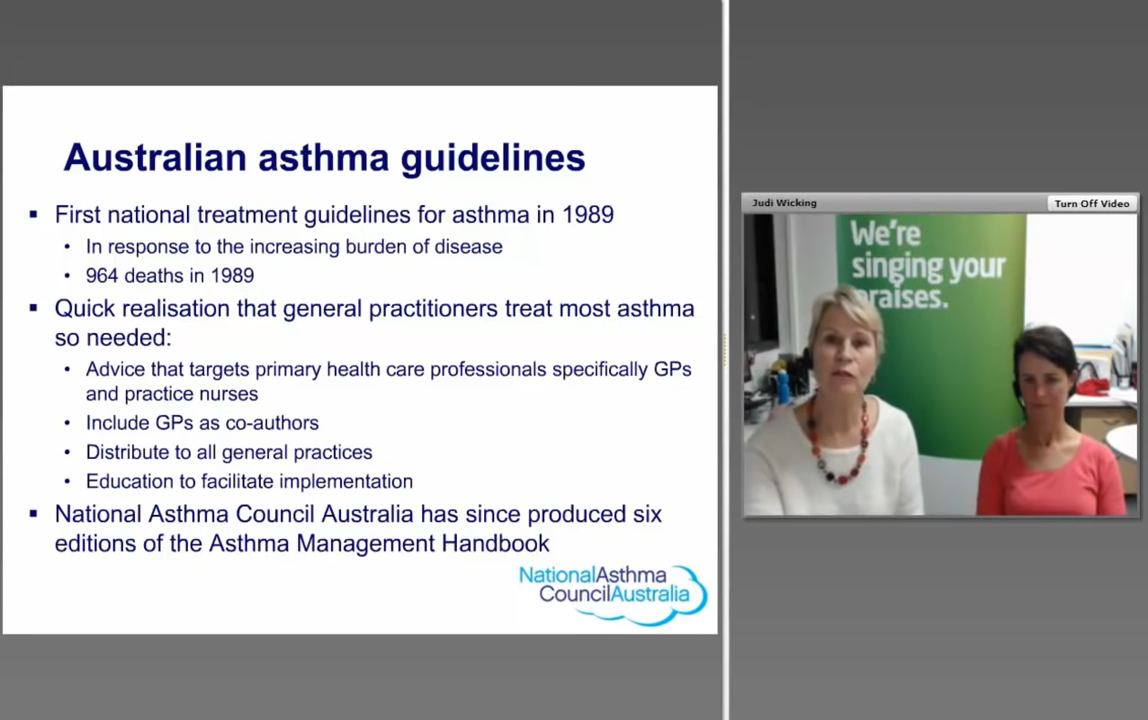 Australian asthma guidelines
▪ First national treatment guidelines for asthma in 1989
• In response to the increasing burden of disease
• 964 deaths in 1989
▪ Quick realisation that general practitioners treat most asthma
so needed:
• Advice that targets primary health care professionals specifically GPs
and practice nurses
• Include GPs as co-authors
• Distribute to all general practices
• Education to facilitate implementation
▪ National Asthma Council Australia has since produced six
editions of the Asthma Management Handbook
NationalAsthma
CouncilAustralia
Judi Wicking
Turn Off Video
We're
singing your
praises.